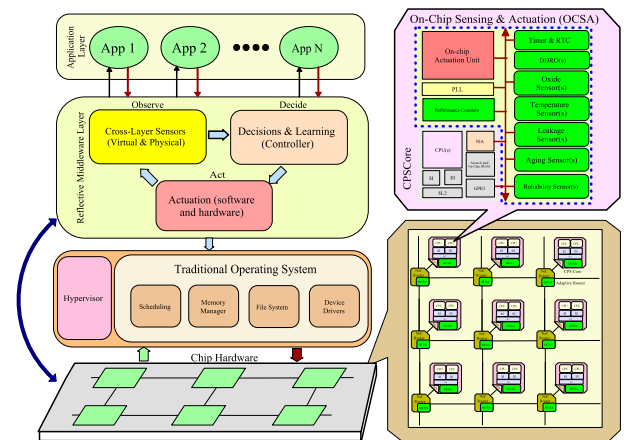 Application
Layer
App 1
App 2
App N
Reflective Middleware Layer
Observe
Decide
Cross-Layer Sensors
(Virtual & Physical)
Decisions & Learning
(Controller)
Act
Actuation (software
and hardware)
Traditional Operating System
Hypervisor
Scheduling
Memory
Manager
File System
Device
Drivers
Chip Hardware
On-Chip Sensing & Actuation (OCSA)
CPSCore
On-chip
Actuation Unit
PLL
Performance Counters
CPU(s)
NIA
GPIO
Timer & RTC
DDRO(s)
Oxide
Sensor(s)
Temperature
Sensor(s)
Leakage
Sensor(s)
Aging Sensor(s)
Reliability Sensor(s)
CPS Core
Adaptive Router